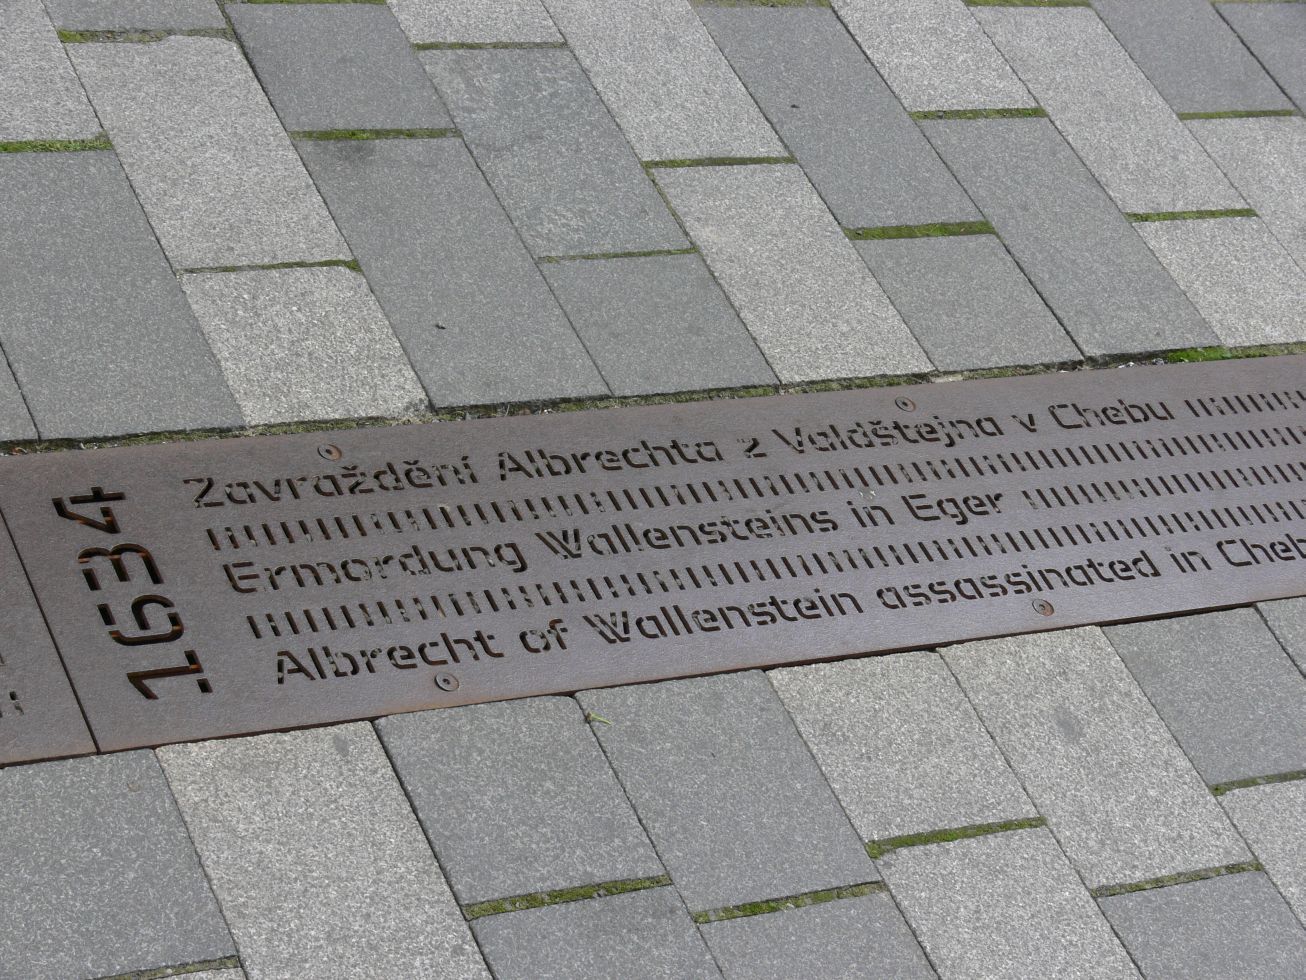 1634
Zavraždění Albrechta z Valdštejna v Chebu
Ermordung Wallensteins in Eger
Albrecht of Wallenstein assassinated in Cheb